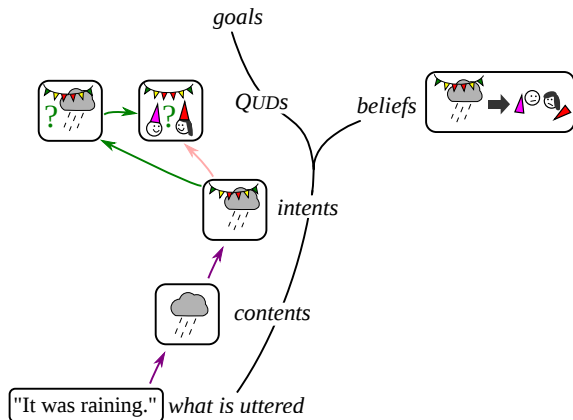 goals
QUDs
beliefs
?
?
intents
contents
"It was raining."
what is uttered